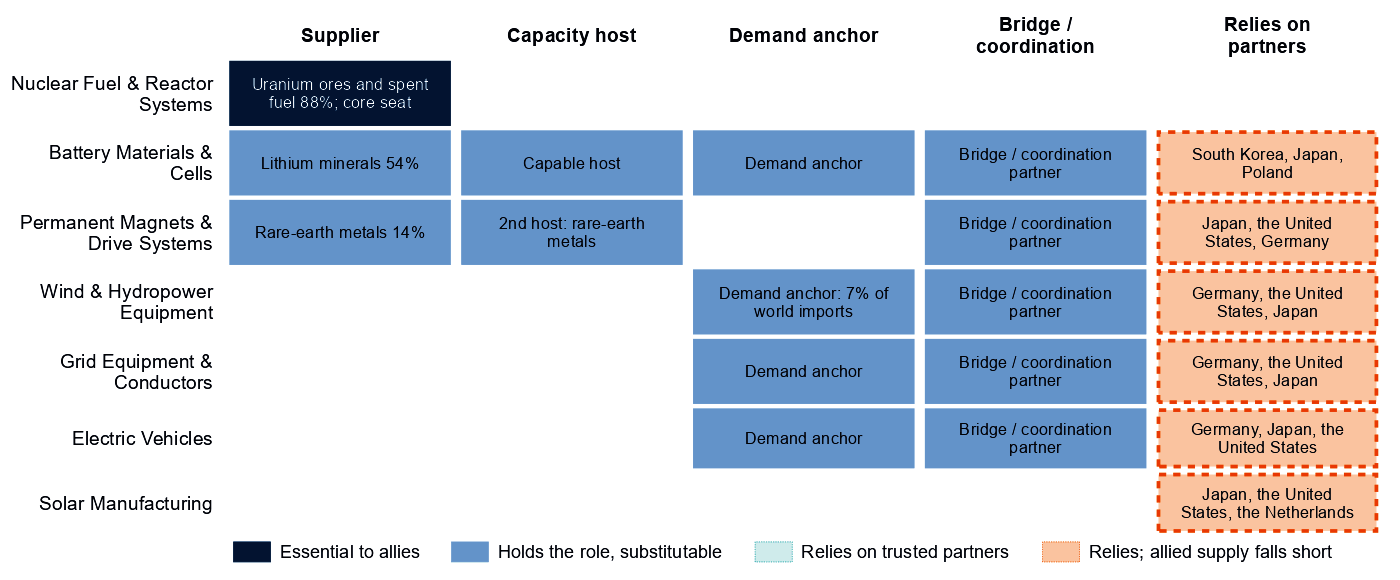 Supplier
Capacity host
Demand anchor
Bridge /
coordination
Relies on
partners
Nuclear Fuel & Reactor
Systems
Uranium ores and spent
fuel 88%; core seat
Battery Materials &
Cells
Lithium minerals 54%
Capable host
Demand anchor
Bridge / coordination
partner
South Korea, Japan,
Poland
Permanent Magnets &
Drive Systems
Rare-earth metals 14%
2nd host: rare-earth
metals
Bridge / coordination
partner
Japan, the United
States, Germany
Wind & Hydropower
Equipment
Demand anchor: 7% of
world imports
Bridge / coordination
partner
Germany, the United
States, Japan
Grid Equipment &
Conductors
Demand anchor
Bridge / coordination
partner
Germany, the United
States, Japan
Electric Vehicles
Demand anchor
Bridge / coordination
partner
Germany, Japan, the
United States
Solar Manufacturing
Japan, the United
States, the Netherlands
Essential to allies
Holds the role, substitutable
Relies on trusted partners
Relies; allied supply falls short